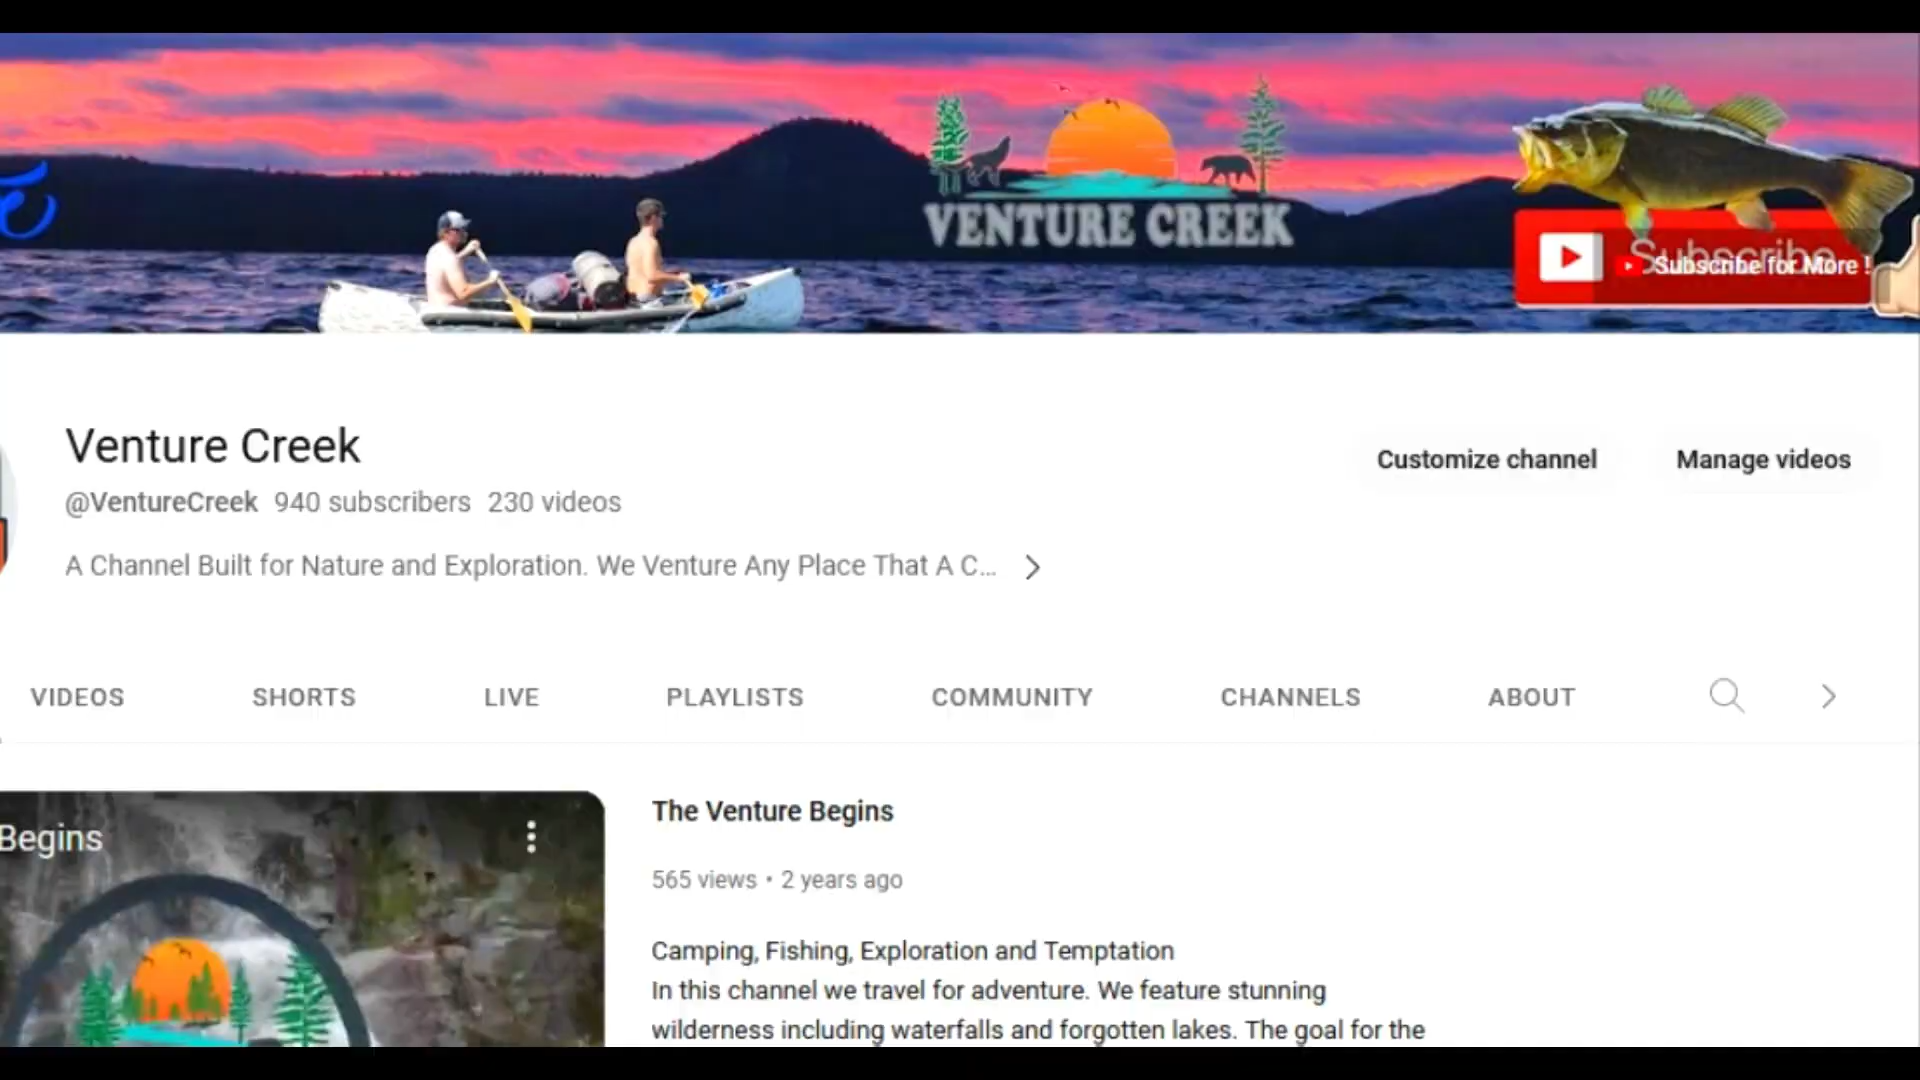 VENTURE CREEK
Subscribe
Subscribe for More !
Venture Creek
@VentureCreek 940 subscribers 230 videos
A Channel Built for Nature and Exploration. We Venture Any Place That A C...
Customize channel
Manage videos
VIDEOS SHORTS LIVE PLAYLISTS COMMUNITY CHANNELS ABOUT
Begins
The Venture Begins
565 views • 2 years ago
Camping, Fishing, Exploration and Temptation
In this channel we travel for adventure. We feature stunning
wilderness including waterfalls and forgotten lakes. The goal for the